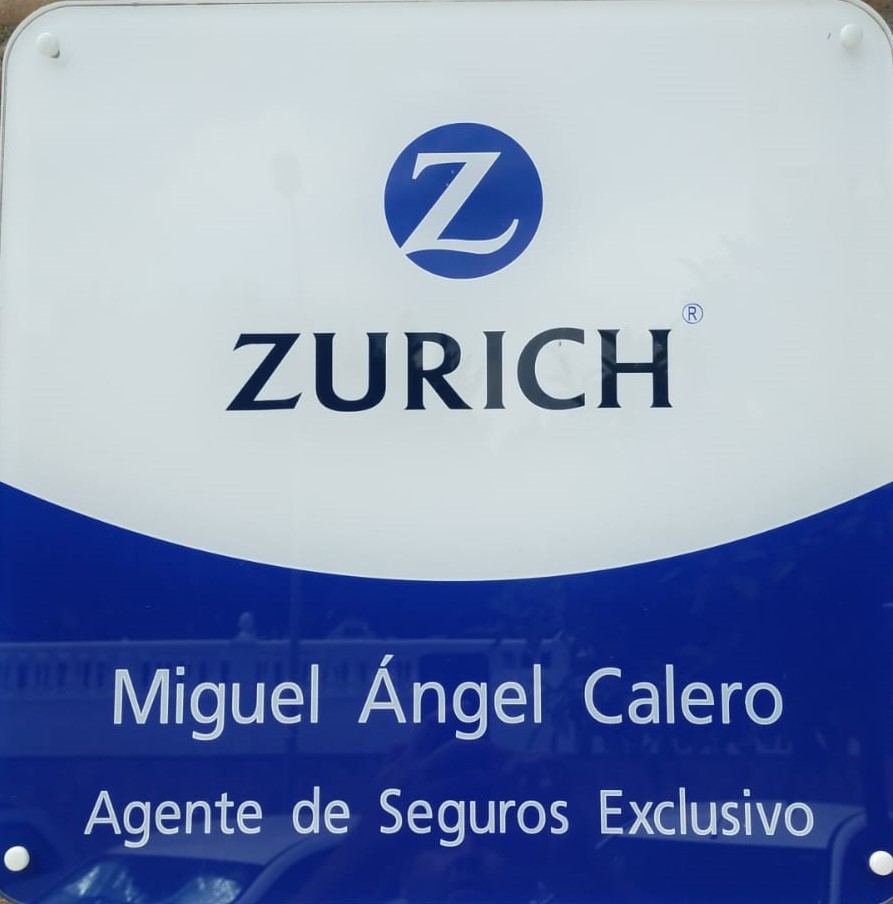 Z
ZURICH®
Miguel Ángel Calero
Agente de Seguros Exclusivo